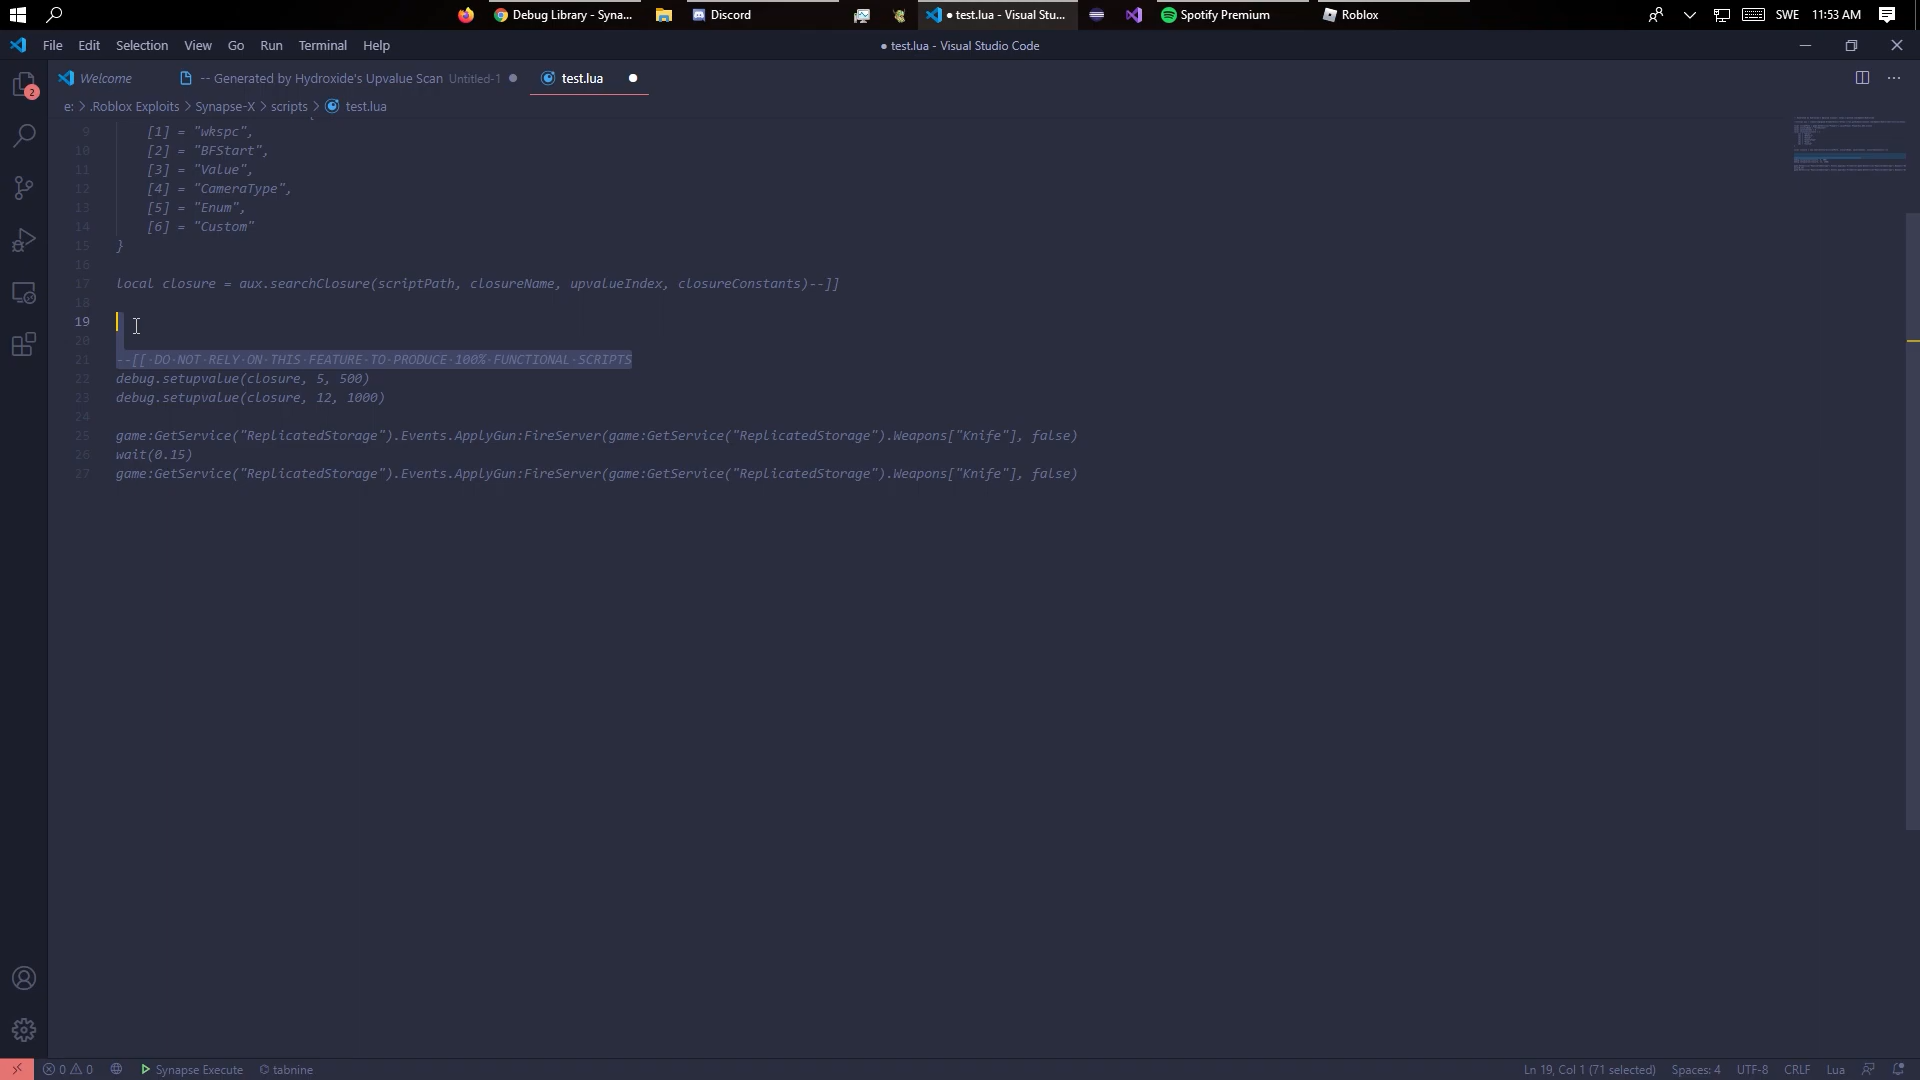 Debug Library - Syna...
Discord
● test.lua - Visual Stu...
Spotify Premium
Roblox
SWE
11:53 AM
File
Edit
Selection
View
Go
Run
Terminal
Help
● test.lua - Visual Studio Code
2
Welcome
-- Generated by Hydroxide's Upvalue Scan Untitled-1
test.lua
e: > .Roblox Exploits > Synapse-X > scripts > test.lua
9 [1] = "wkspc",
10 [2] = "BFStart",
11 [3] = "Value",
12 [4] = "CameraType",
13 [5] = "Enum",
14 [6] = "Custom"
15 }
16
17 local closure = aux.searchClosure(scriptPath, closureName, upvalueIndex, closureConstants)--]]
18
19
20
21 --[[ DO NOT RELY ON THIS FEATURE TO PRODUCE 100% FUNCTIONAL SCRIPTS
22 debug.setupvalue(closure, 5, 500)
23 debug.setupvalue(closure, 12, 1000)
24
25 game:GetService("ReplicatedStorage").Events.ApplyGun:FireServer(game:GetService("ReplicatedStorage").Weapons["Knife"], false)
26 wait(0.15)
27 game:GetService("ReplicatedStorage").Events.ApplyGun:FireServer(game:GetService("ReplicatedStorage").Weapons["Knife"], false)
0 0
Synapse Execute
tabnine
Ln 19, Col 1 (71 selected)
Spaces: 4
UTF-8
CRLF
Lua